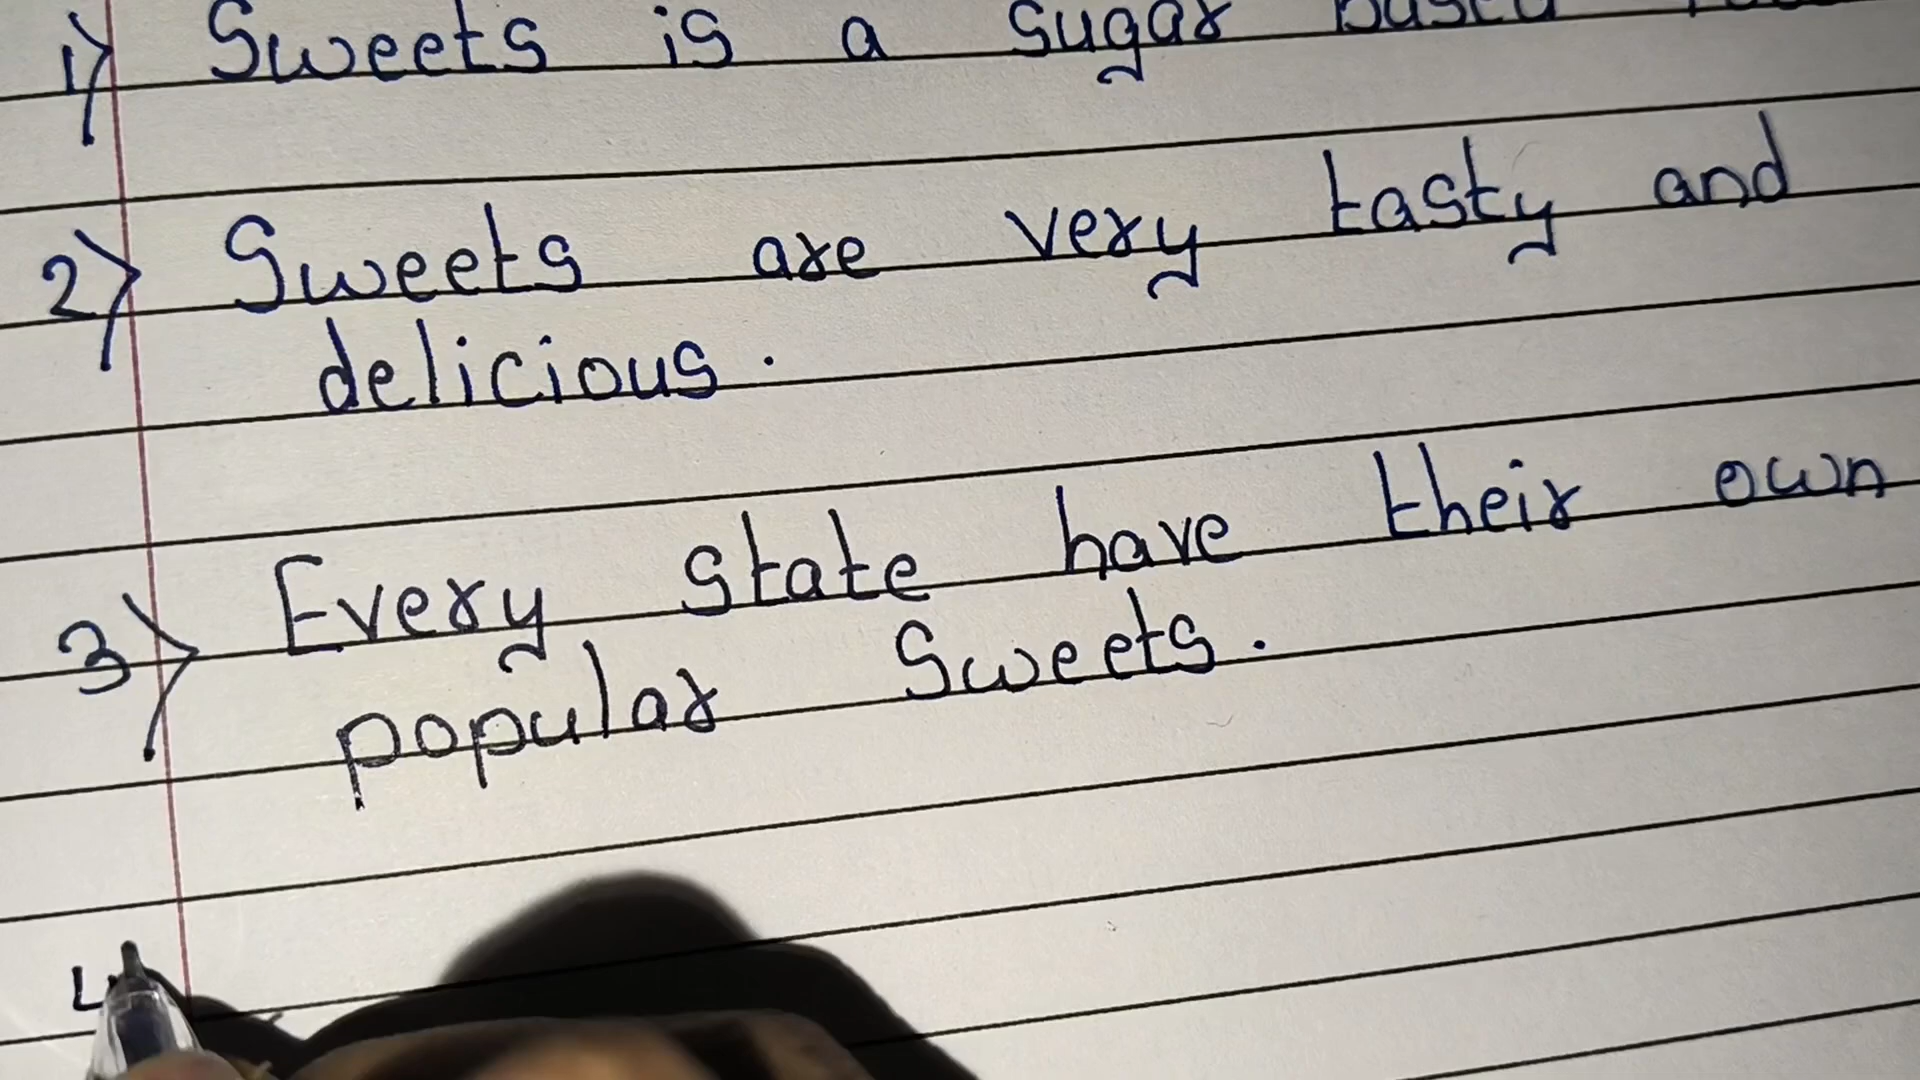 1) Sweets is a sugar based
2) Sweets are very tasty and
delicious.
3) Every state have their own
popular Sweets.
4